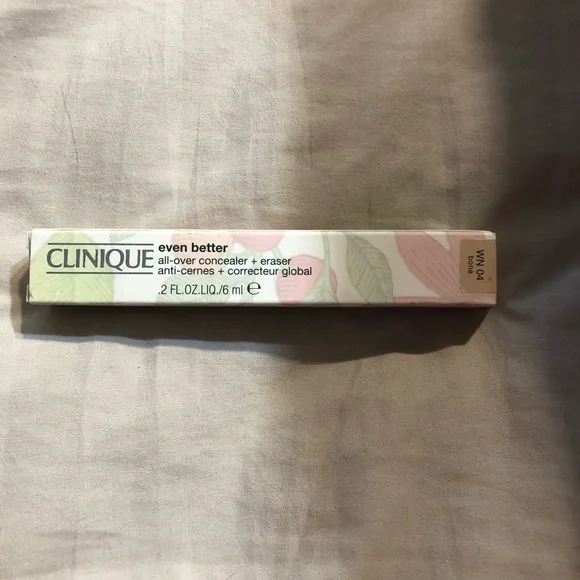 CLINIQUE
even better
all-over concealer + eraser
anti-cernes + correcteur global
.2 FL.OZ.LIQ./6 ml ℮
WN 04
bone